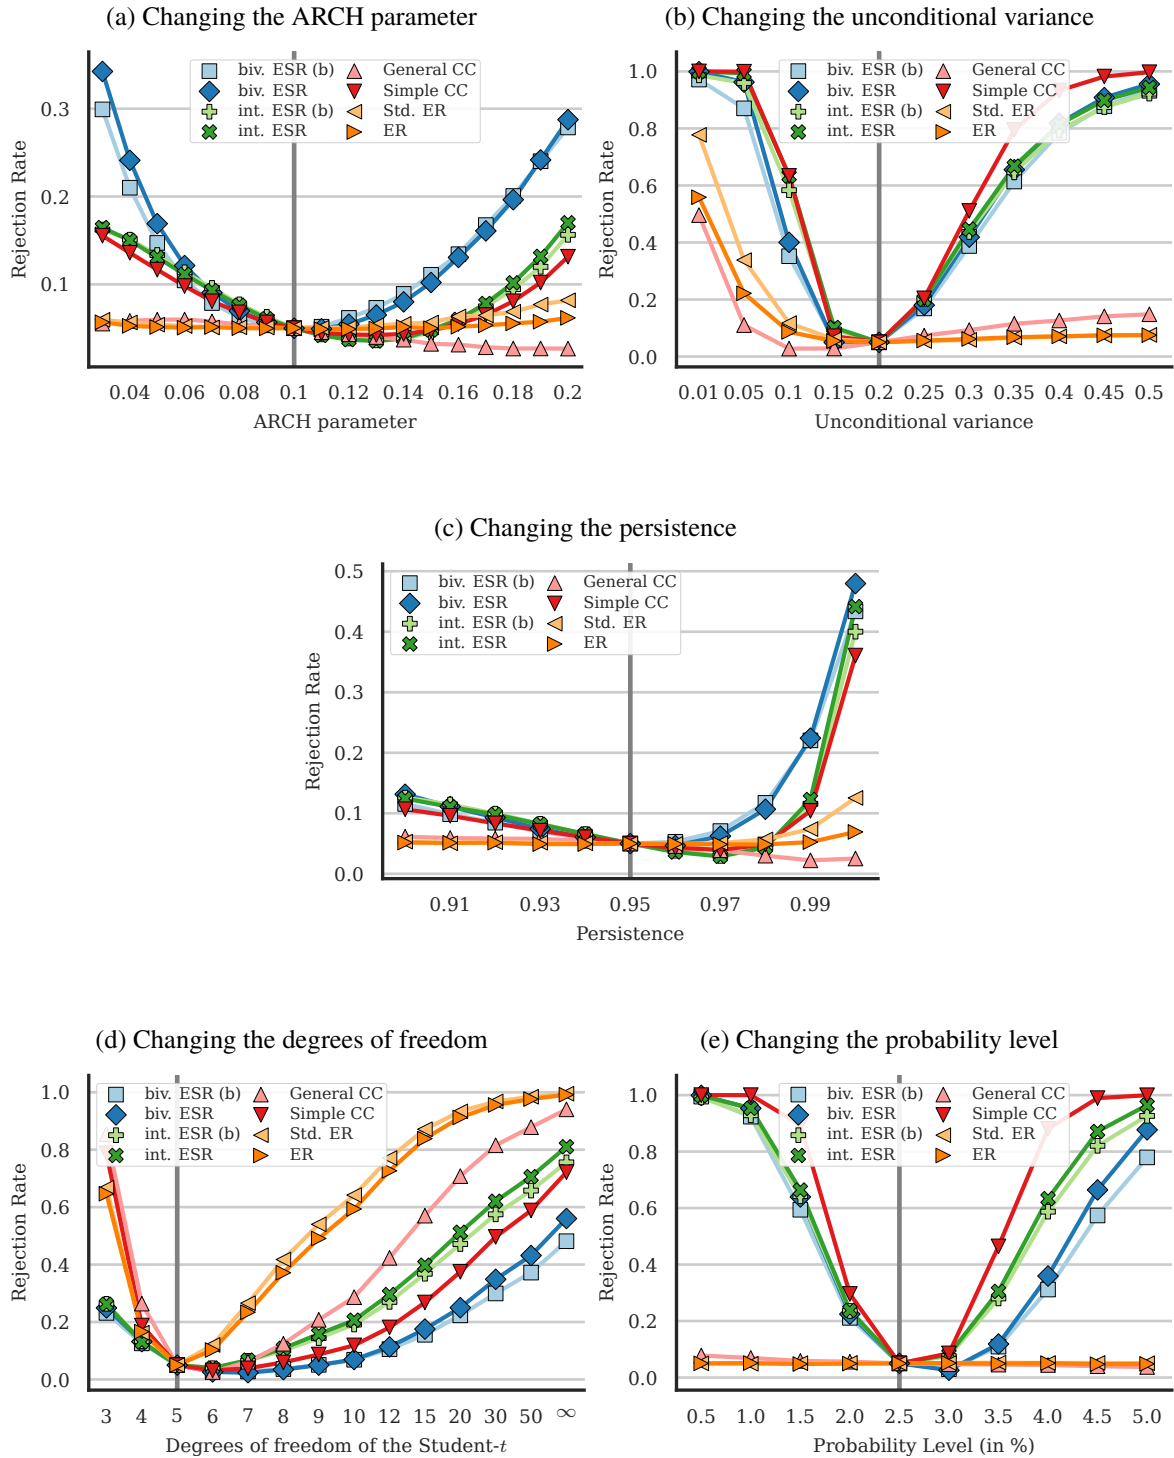 (a) Changing the ARCH parameter
biv. ESR (b)
biv. ESR
int. ESR (b)
int. ESR
General CC
Simple CC
Std. ER
ER
Rejection Rate
0.3
0.2
0.1
0.04 0.06 0.08 0.1 0.12 0.14 0.16 0.18 0.2
ARCH parameter
(b) Changing the unconditional variance
biv. ESR (b)
biv. ESR
int. ESR (b)
int. ESR
General CC
Simple CC
Std. ER
ER
Rejection Rate
1.0
0.8
0.6
0.4
0.2
0.0
0.01 0.05 0.1 0.15 0.2 0.25 0.3 0.35 0.4 0.45 0.5
Unconditional variance
(c) Changing the persistence
biv. ESR (b)
biv. ESR
int. ESR (b)
int. ESR
General CC
Simple CC
Std. ER
ER
Rejection Rate
0.5
0.4
0.3
0.2
0.1
0.0
0.91 0.93 0.95 0.97 0.99
Persistence
(d) Changing the degrees of freedom
biv. ESR (b)
biv. ESR
int. ESR (b)
int. ESR
General CC
Simple CC
Std. ER
ER
Rejection Rate
1.0
0.8
0.6
0.4
0.2
0.0
3 4 5 6 7 8 9 10 12 15 20 30 50 ∞
Degrees of freedom of the Student-t
(e) Changing the probability level
biv. ESR (b)
biv. ESR
int. ESR (b)
int. ESR
General CC
Simple CC
Std. ER
ER
Rejection Rate
1.0
0.8
0.6
0.4
0.2
0.0
0.5 1.0 1.5 2.0 2.5 3.0 3.5 4.0 4.5 5.0
Probability Level (in %)